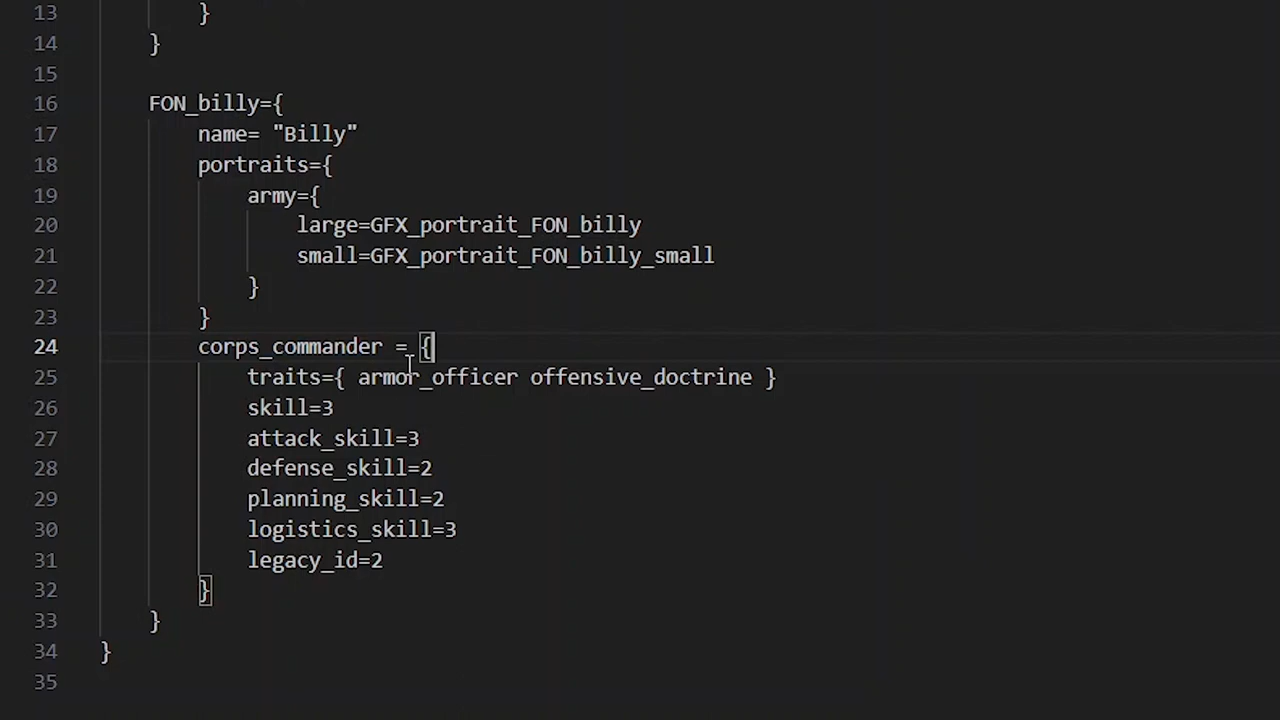 13 }
14 }
15
16 FON_billy={
17 name= "Billy"
18 portraits={
19 army={
20 large=GFX_portrait_FON_billy
21 small=GFX_portrait_FON_billy_small
22 }
23 }
24 corps_commander = {
25 traits={ armor_officer offensive_doctrine }
26 skill=3
27 attack_skill=3
28 defense_skill=2
29 planning_skill=2
30 logistics_skill=3
31 legacy_id=2
32 }
33 }
34 }
35